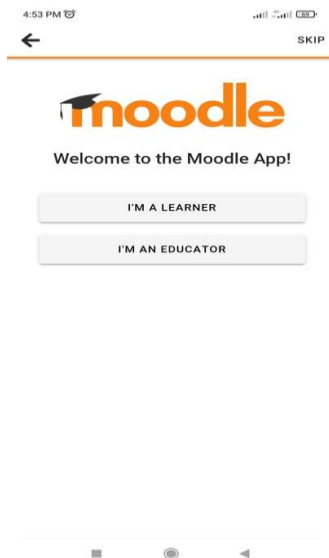 4:53 PM
SKIP
moodle
Welcome to the Moodle App!
I'M A LEARNER
I'M AN EDUCATOR